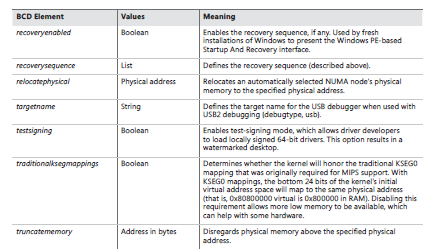 BCD Element Values Meaning
recoveryenabled Boolean Enables the recovery sequence, if any. Used by fresh
installations of Windows to present the Windows PE-based
Startup And Recovery interface.
recoverysequence List Defines the recovery sequence (described above).
relocatephysical Physical address Relocates an automatically selected NUMA node's physical
memory to the specified physical address.
targetname String Defines the target name for the USB debugger when used with
USB2 debugging (debugtype, usb).
testsigning Boolean Enables test-signing mode, which allows driver developers
to load locally signed 64-bit drivers. This option results in a
watermarked desktop.
traditionalksegmappings Boolean Determines whether the kernel will honor the traditional KSEG0
mapping that was originally required for MIPS support. With
KSEG0 mappings, the bottom 24 bits of the kernel's initial
virtual address space will map to the same physical address
(that is, 0x80800000 virtual is 0x800000 in RAM). Disabling this
requirement allows more low memory to be available, which
can help with some hardware.
truncatememory Address in bytes Disregards physical memory above the specified physical
address.